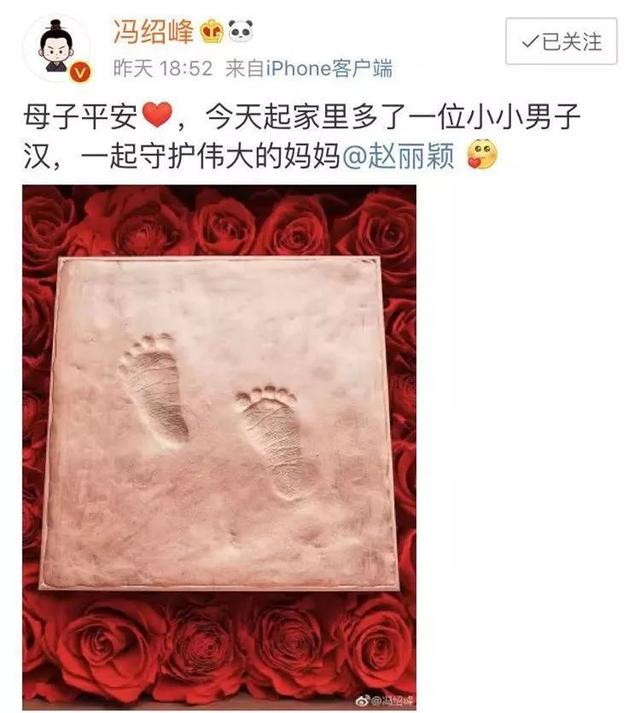 冯绍峰
✓已关注
昨天 18:52 来自iPhone客户端
母子平安❤️，今天起家里多了一位小小男子
汉，一起守护伟大的妈妈@赵丽颖
@冯绍峰